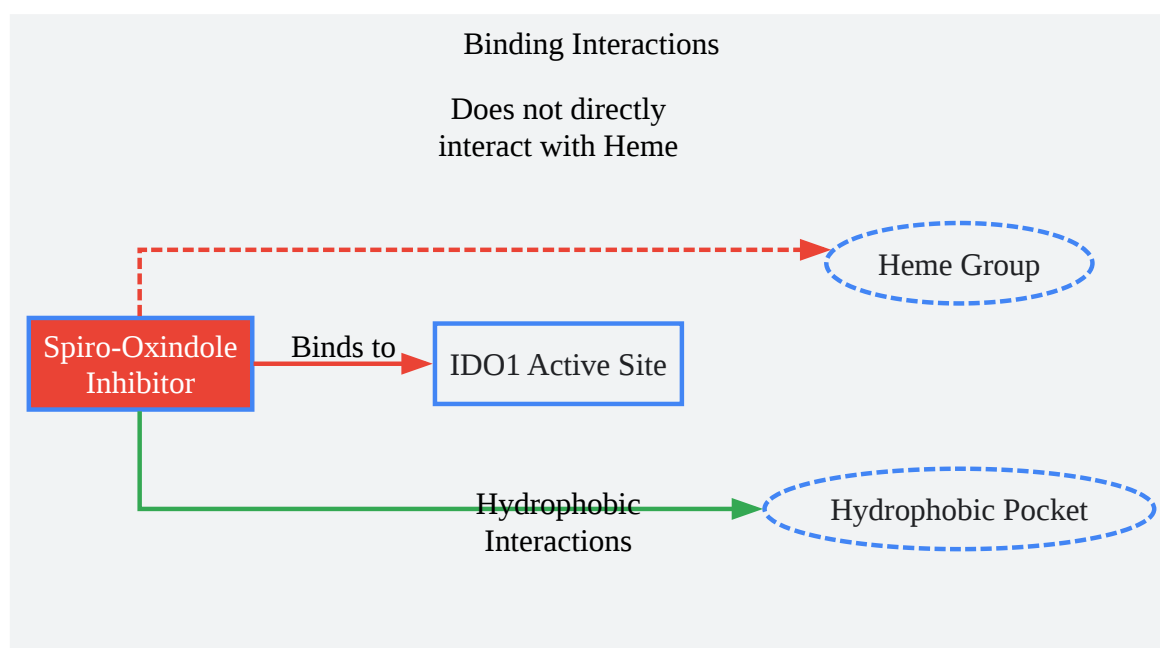 Binding Interactions
Does not directly
interact with Heme
Heme Group
Spiro-Oxindole
Inhibitor
Binds to
IDO1 Active Site
Hydrophobic
Interactions
Hydrophobic Pocket